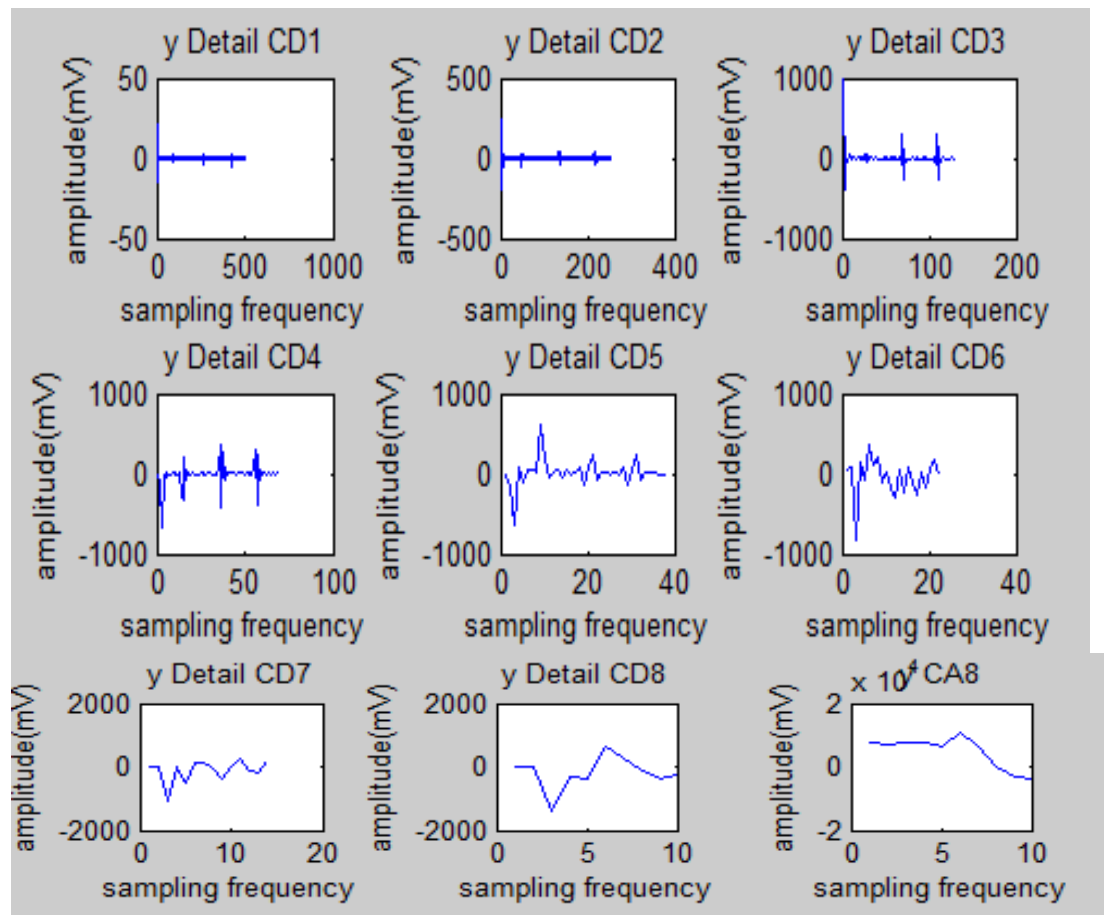 y Detail CD1
amplitude(mV)
50
0
-50
0 500 1000
sampling frequency
y Detail CD2
amplitude(mV)
500
0
-500
0 200 400
sampling frequency
y Detail CD3
amplitude(mV)
1000
0
-1000
0 100 200
sampling frequency
y Detail CD4
amplitude(mV)
1000
0
-1000
0 50 100
sampling frequency
y Detail CD5
amplitude(mV)
1000
0
-1000
0 20 40
sampling frequency
y Detail CD6
amplitude(mV)
1000
0
-1000
0 20 40
sampling frequency
y Detail CD7
amplitude(mV)
2000
0
-2000
0 10 20
sampling frequency
y Detail CD8
amplitude(mV)
2000
0
-2000
0 5 10
sampling frequency
x 10^4 CA8
amplitude(mV)
2
0
-2
0 5 10
sampling frequency